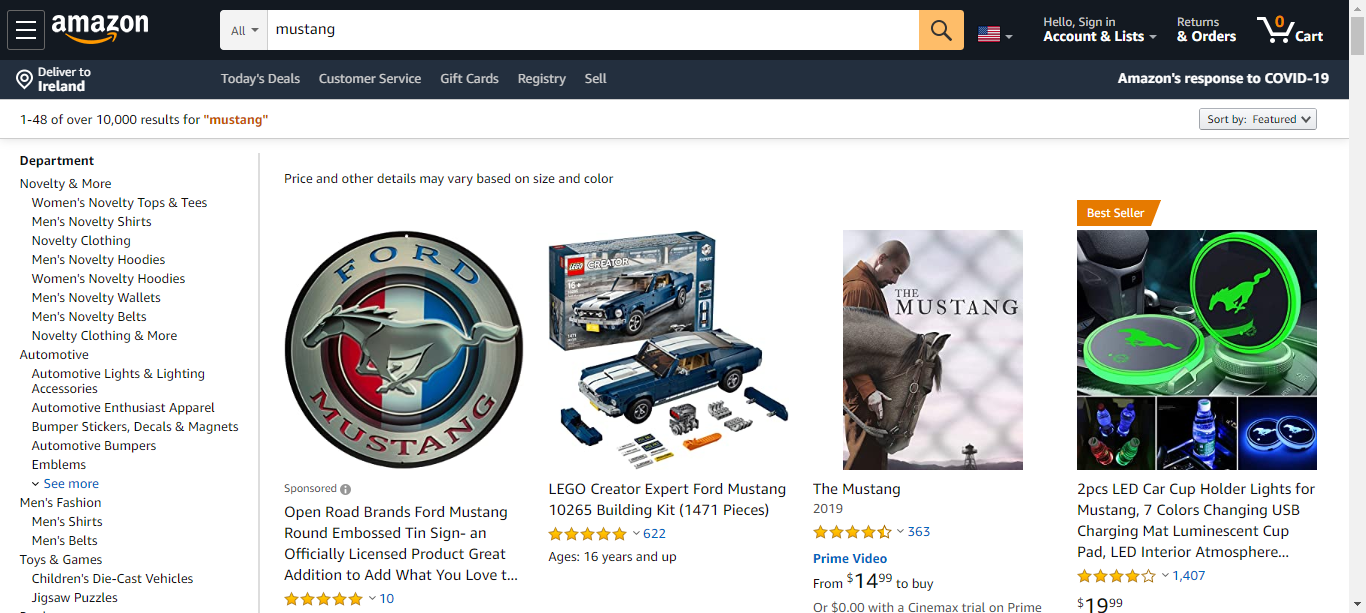 amazon
All
mustang
Hello, Sign in
Account & Lists
Returns
& Orders
0
Cart
Deliver to
Ireland
Today's Deals
Customer Service
Gift Cards
Registry
Sell
Amazon's response to COVID-19
1-48 of over 10,000 results for "mustang"
Sort by: Featured
Department
Novelty & More
Women's Novelty Tops & Tees
Men's Novelty Shirts
Novelty Clothing
Men's Novelty Hoodies
Women's Novelty Hoodies
Men's Novelty Wallets
Men's Novelty Belts
Novelty Clothing & More
Automotive
Automotive Lights & Lighting
Accessories
Automotive Enthusiast Apparel
Bumper Stickers, Decals & Magnets
Automotive Bumpers
Emblems
See more
Men's Fashion
Men's Shirts
Men's Belts
Toys & Games
Children's Die-Cast Vehicles
Jigsaw Puzzles
Price and other details may vary based on size and color
FORD
MUSTANG
Sponsored
Open Road Brands Ford Mustang
Round Embossed Tin Sign- an
Officially Licensed Product Great
Addition to Add What You Love t...
10
LEGO
CREATOR
16+
LEGO Creator Expert Ford Mustang
10265 Building Kit (1471 Pieces)
622
Ages: 16 years and up
THE
MUSTANG
The Mustang
2019
363
Prime Video
From $14.99 to buy
Or $0.00 with a Cinemax trial on Prime
Best Seller
2pcs LED Car Cup Holder Lights for
Mustang, 7 Colors Changing USB
Charging Mat Luminescent Cup
Pad, LED Interior Atmosphere...
1,407
$19.99